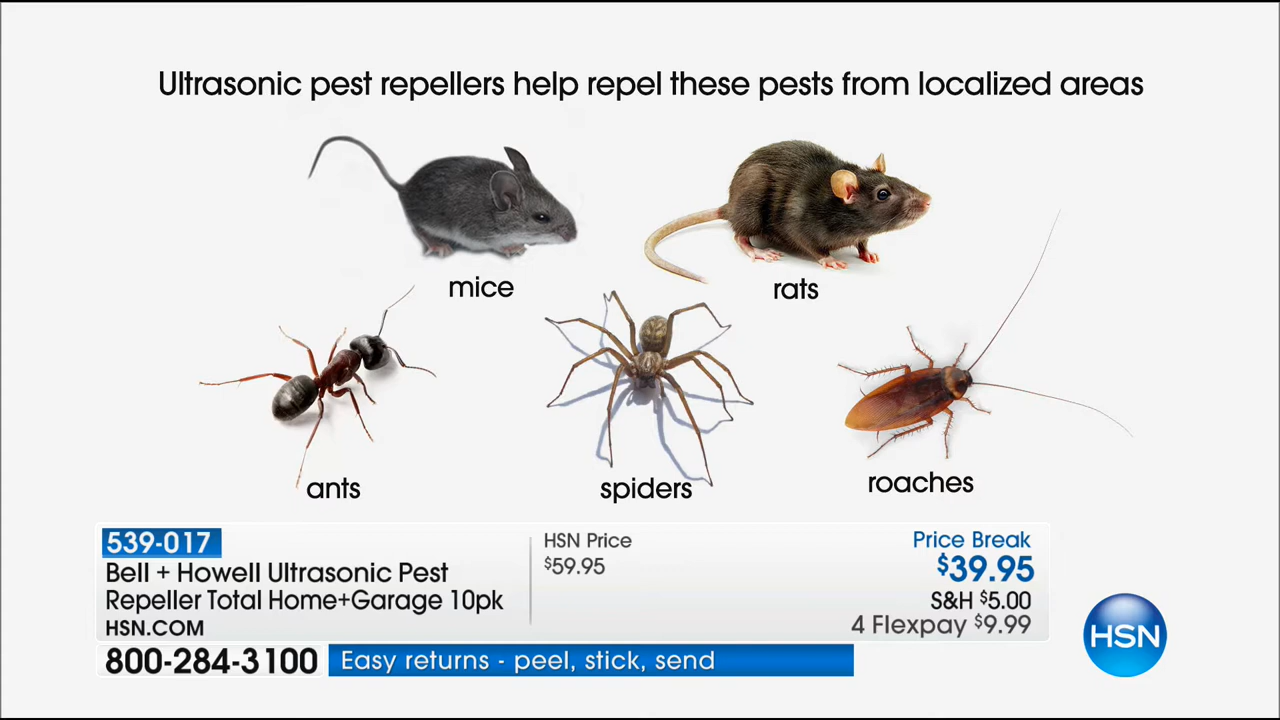 Ultrasonic pest repellers help repel these pests from localized areas
mice
rats
ants
spiders
roaches
539-017
Bell + Howell Ultrasonic Pest
Repeller Total Home+Garage 10pk
HSN.COM
HSN Price
$59.95
Price Break
$39.95
S&H $5.00
4 Flexpay $9.99
800-284-3100
Easy returns - peel, stick, send
HSN